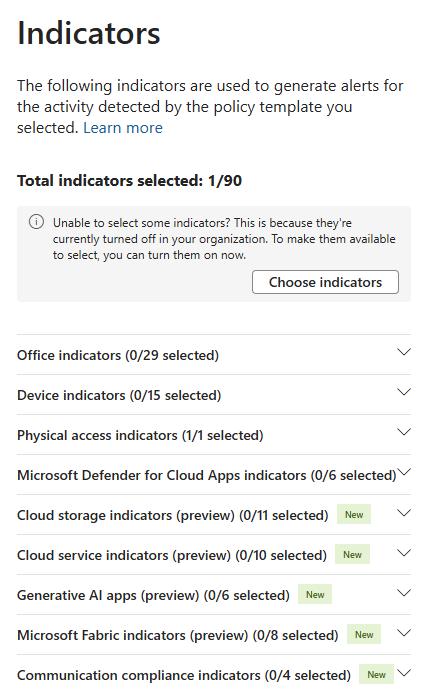 Indicators
The following indicators are used to generate alerts for
the activity detected by the policy template you
selected. Learn more
Total indicators selected: 1/90
Unable to select some indicators? This is because they're
currently turned off in your organization. To make them available
to select, you can turn them on now.
Choose indicators
Office indicators (0/29 selected)
Device indicators (0/15 selected)
Physical access indicators (1/1 selected)
Microsoft Defender for Cloud Apps indicators (0/6 selected)
Cloud storage indicators (preview) (0/11 selected) New
Cloud service indicators (preview) (0/10 selected) New
Generative AI apps (preview) (0/6 selected) New
Microsoft Fabric indicators (preview) (0/8 selected) New
Communication compliance indicators (0/4 selected) New